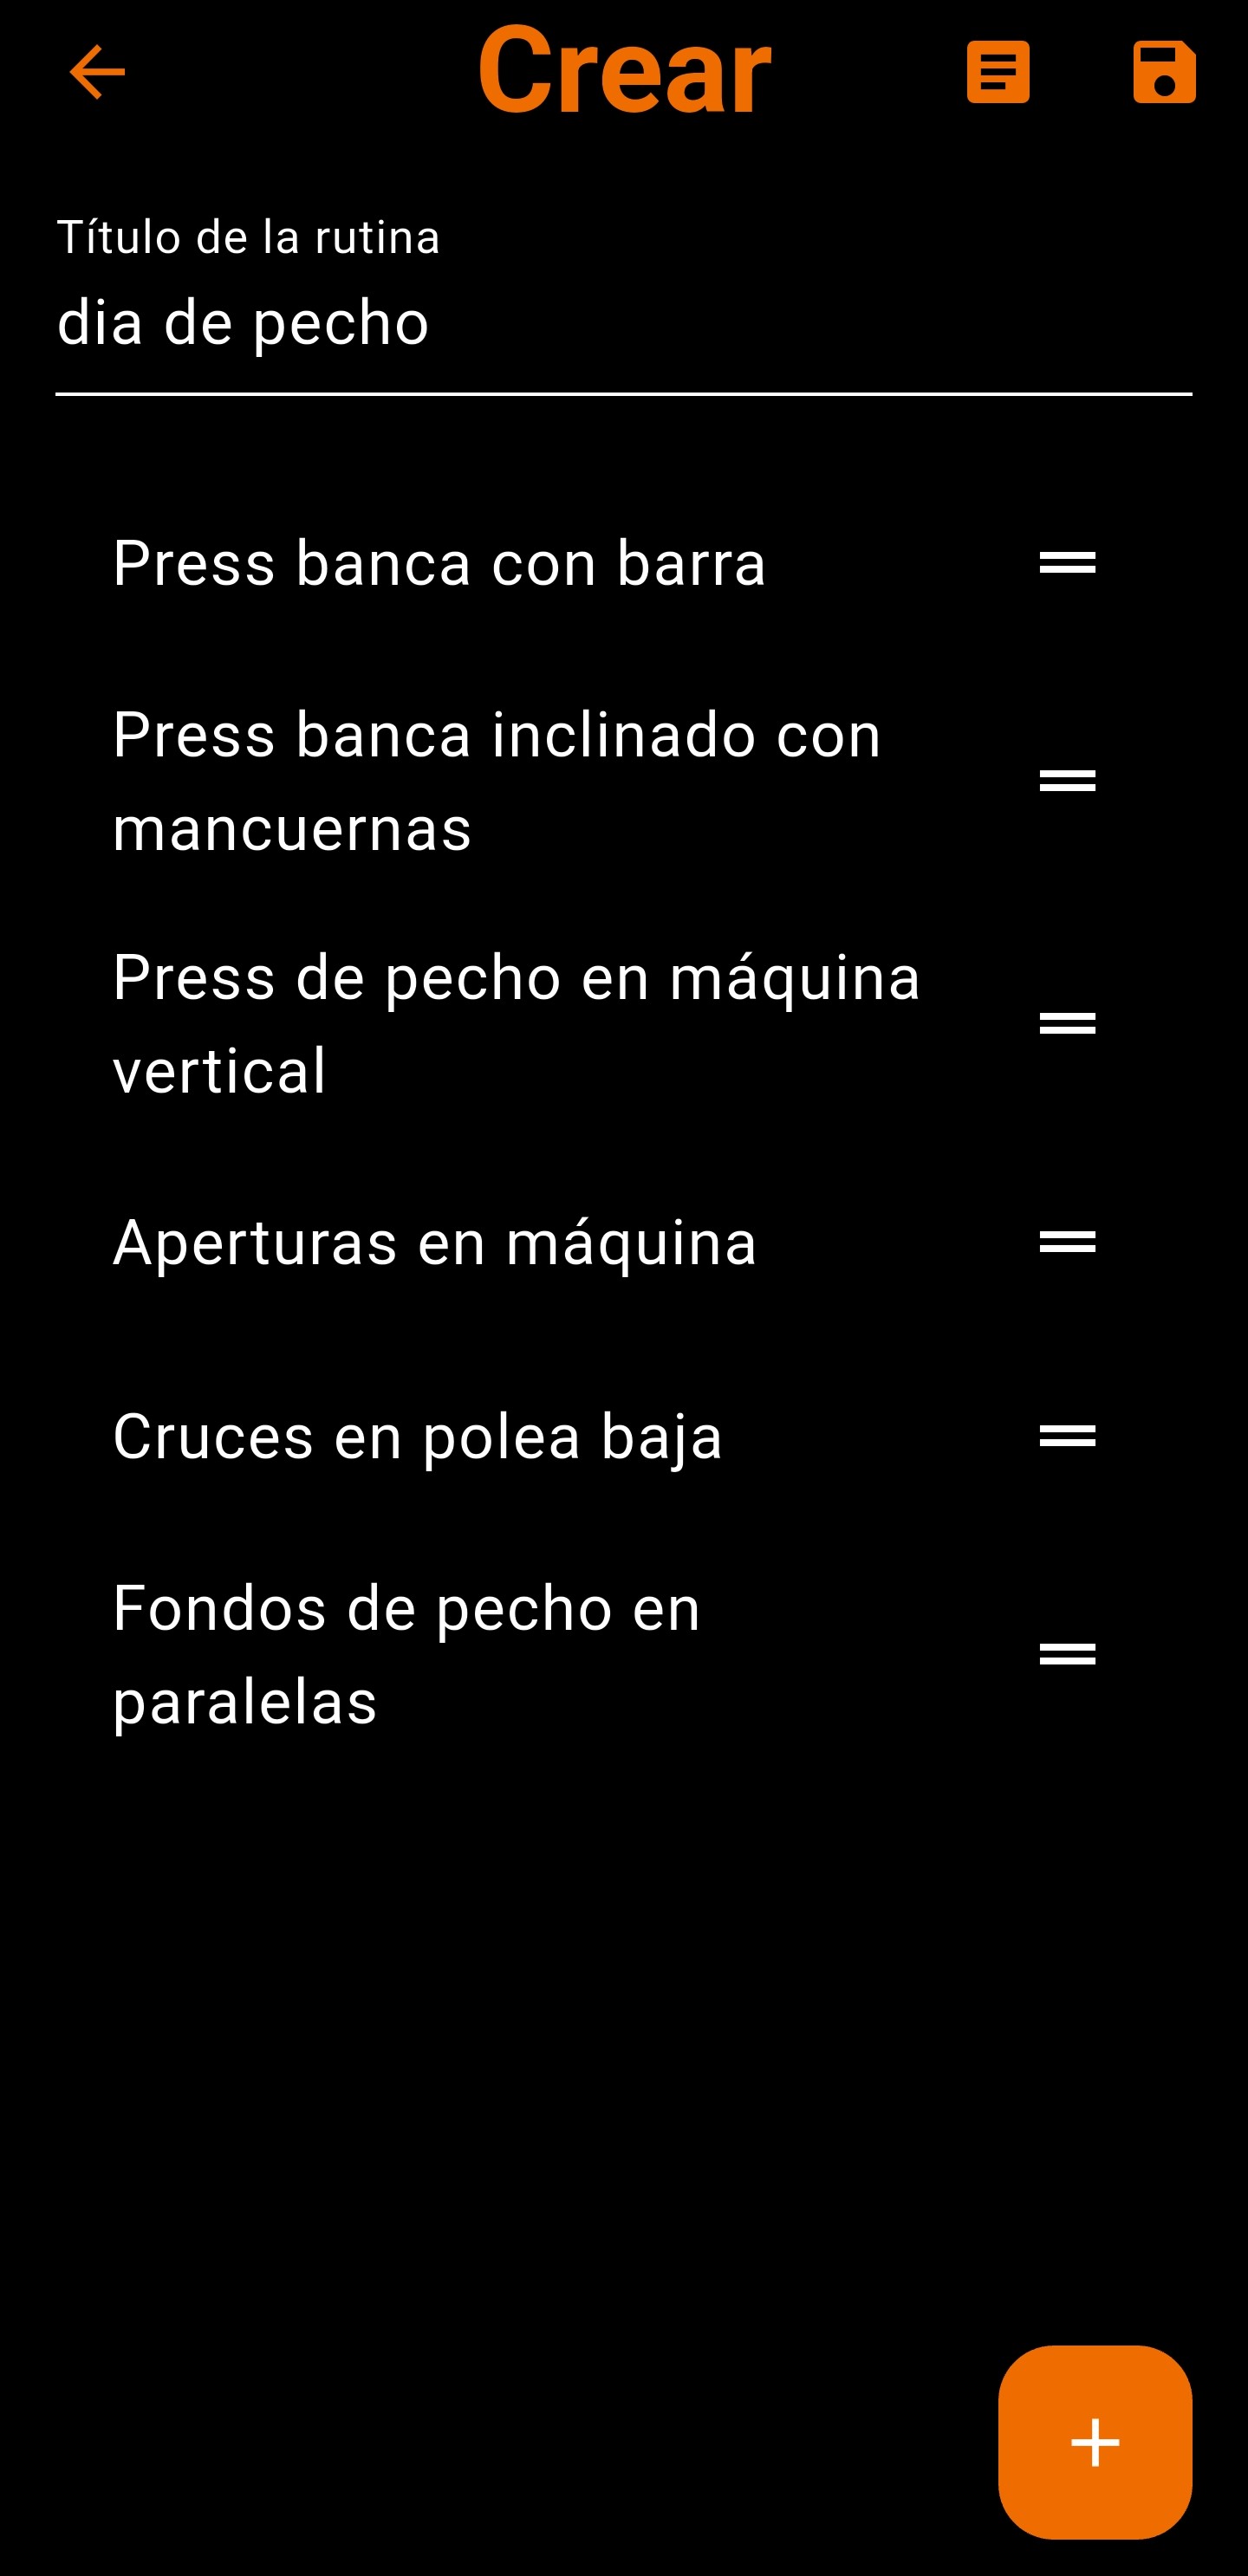 Crear
Título de la rutina
dia de pecho
Press banca con barra
Press banca inclinado con
mancuernas
Press de pecho en máquina
vertical
Aperturas en máquina
Cruces en polea baja
Fondos de pecho en
paralelas